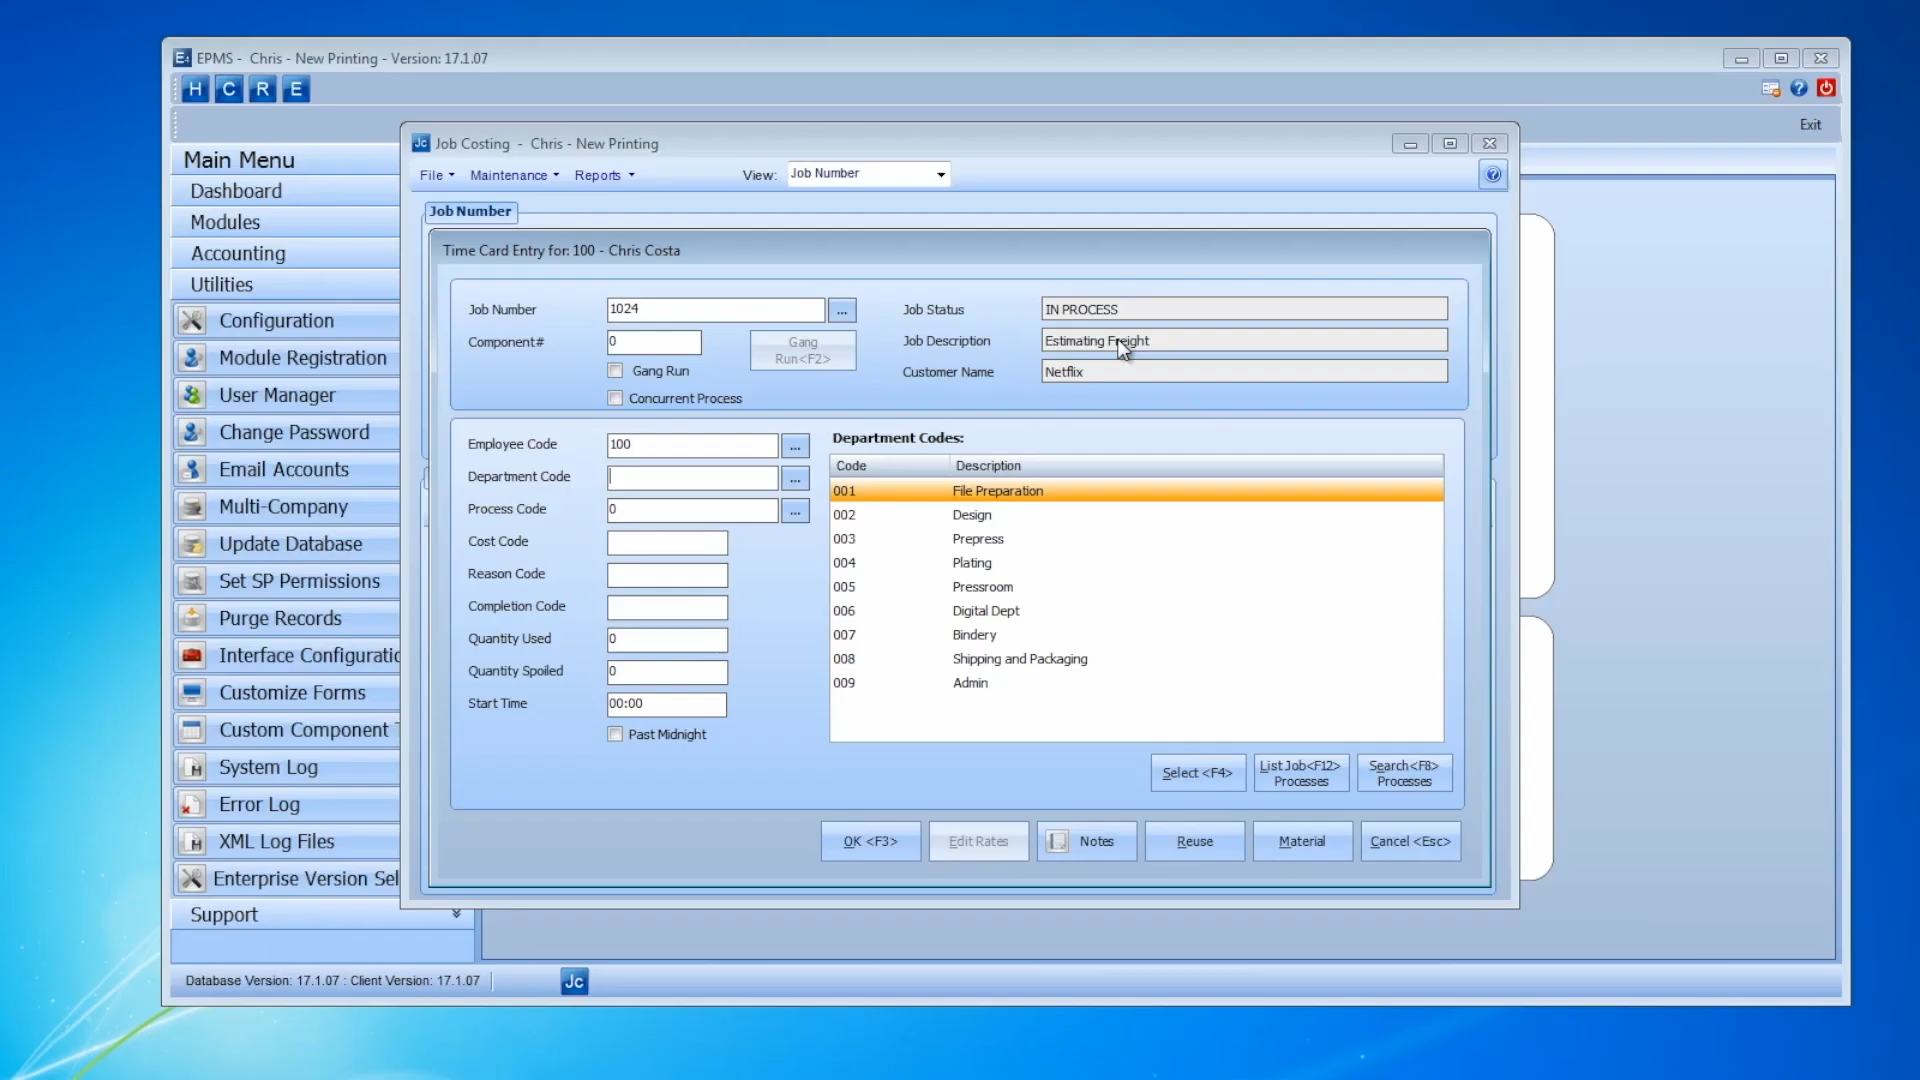 EPMS - Chris - New Printing - Version: 17.1.07
H C R E
Exit
Main Menu
Dashboard
Modules
Accounting
Utilities
Configuration
Module Registration
User Manager
Change Password
Email Accounts
Multi-Company
Update Database
Set SP Permissions
Purge Records
Interface Configuratio
Customize Forms
Custom Component
System Log
Error Log
XML Log Files
Enterprise Version Sel
Support
Database Version: 17.1.07 : Client Version: 17.1.07
Jc
Jc Job Costing - Chris - New Printing
File Maintenance Reports View: Job Number
Job Number
Time Card Entry for: 100 - Chris Costa
Job Number 1024 ...
Component# 0
Gang Run<F2>
Gang Run
Concurrent Process
Job Status IN PROCESS
Job Description Estimating Freight
Customer Name Netflix
Employee Code 100 ...
Department Code ...
Process Code 0 ...
Cost Code
Reason Code
Completion Code
Quantity Used 0
Quantity Spoiled 0
Start Time 00:00
Past Midnight
Department Codes:
Code Description
001 File Preparation
002 Design
003 Prepress
004 Plating
005 Pressroom
006 Digital Dept
007 Bindery
008 Shipping and Packaging
009 Admin
Select <F4>
List Job<F12> Processes
Search<F8> Processes
OK <F3>
Edit Rates
Notes
Reuse
Material
Cancel <Esc>